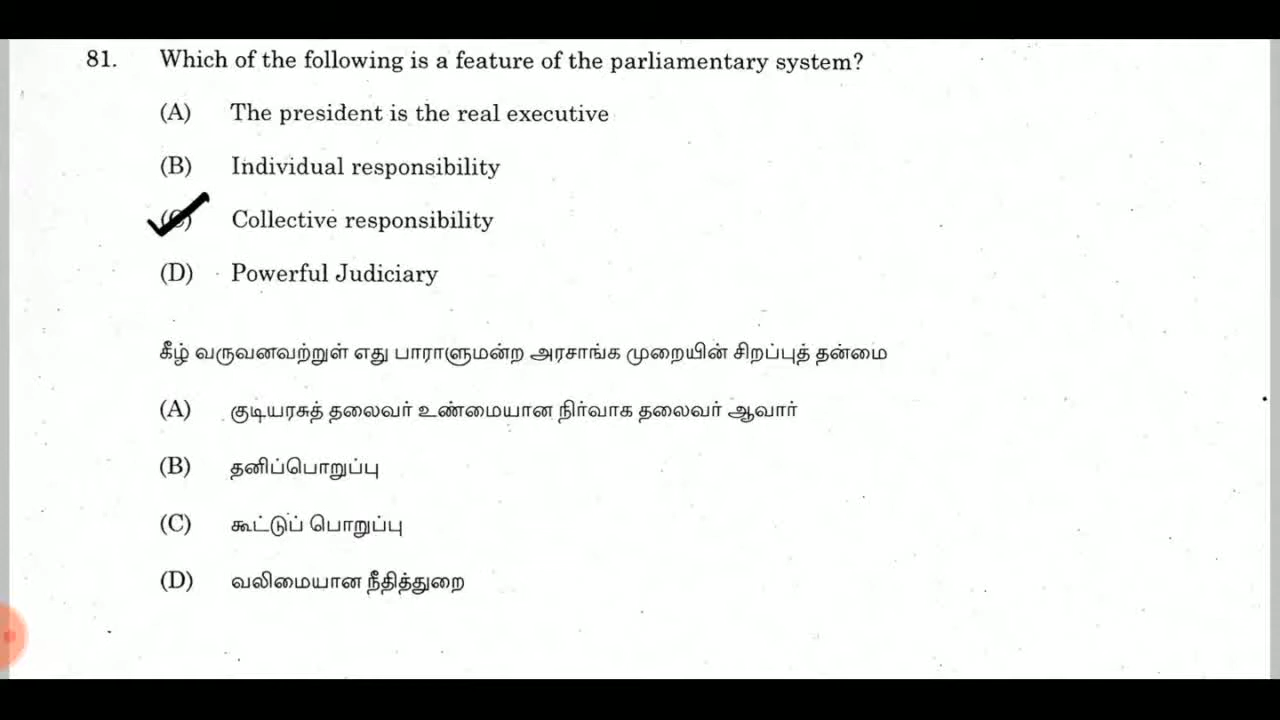 81. Which of the following is a feature of the parliamentary system?
(A) The president is the real executive
(B) Individual responsibility
(C) Collective responsibility
(D) Powerful Judiciary
கீழ் வருவனவற்றுள் எது பாராளுமன்ற அரசாங்க முறையின் சிறப்புத் தன்மை
(A) குடியரசுத் தலைவர் உண்மையான நிர்வாக தலைவர் ஆவார்
(B) தனிப்பொறுப்பு
(C) கூட்டுப் பொறுப்பு
(D) வலிமையான நீதித்துறை